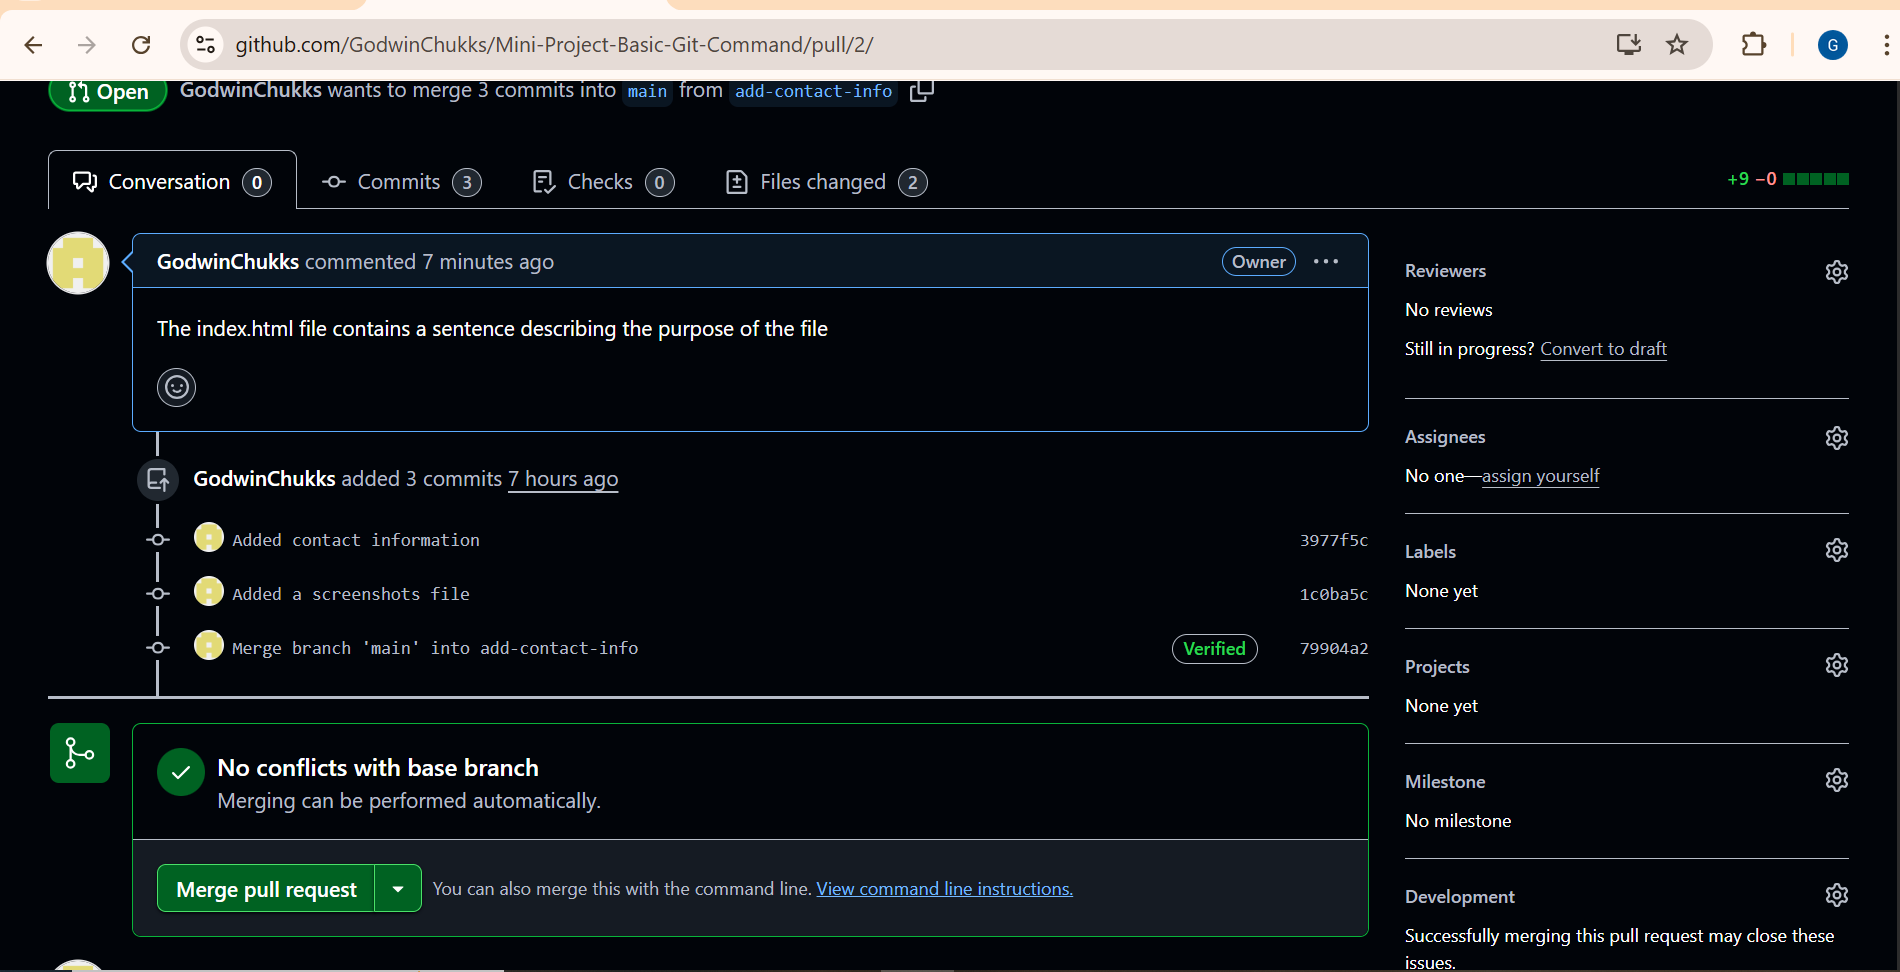 github.com/GodwinChukks/Mini-Project-Basic-Git-Command/pull/2/
G
Open GodwinChukks wants to merge 3 commits into main from add-contact-info
Conversation 0 Commits 3 Checks 0 Files changed 2 +9 −0
GodwinChukks commented 7 minutes ago Owner
The index.html file contains a sentence describing the purpose of the file
GodwinChukks added 3 commits 7 hours ago
Added contact information 3977f5c
Added a screenshots file 1c0ba5c
Merge branch 'main' into add-contact-info Verified 79904a2
No conflicts with base branch
Merging can be performed automatically.
Merge pull request You can also merge this with the command line. View command line instructions.
Reviewers
No reviews
Still in progress? Convert to draft
Assignees
No one—assign yourself
Labels
None yet
Projects
None yet
Milestone
No milestone
Development
Successfully merging this pull request may close these
issues.